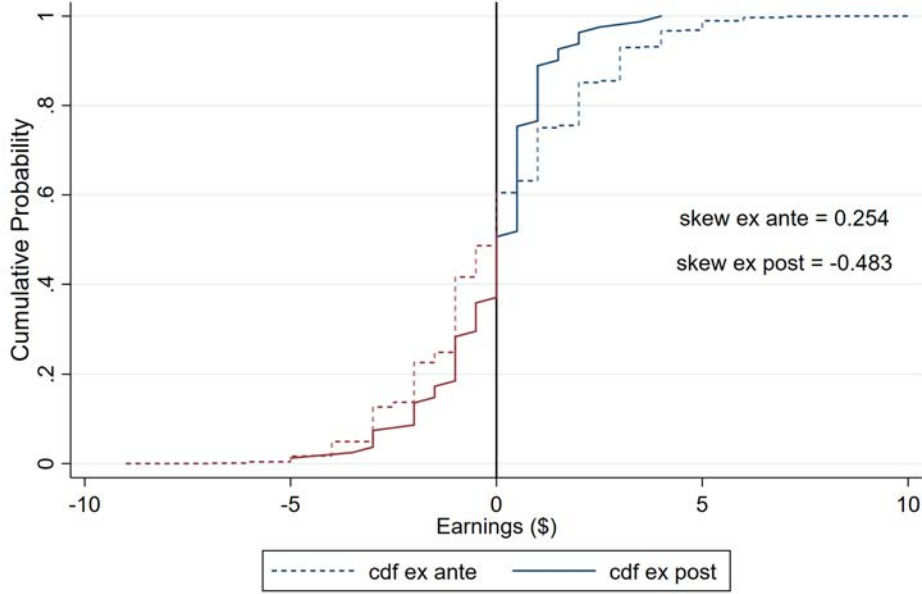 Cumulative Probability
1
.8
.6
.4
.2
0
skew ex ante = 0.254
skew ex post = -0.483
-10 -5 0 5 10
Earnings ($)
cdf ex ante cdf ex post